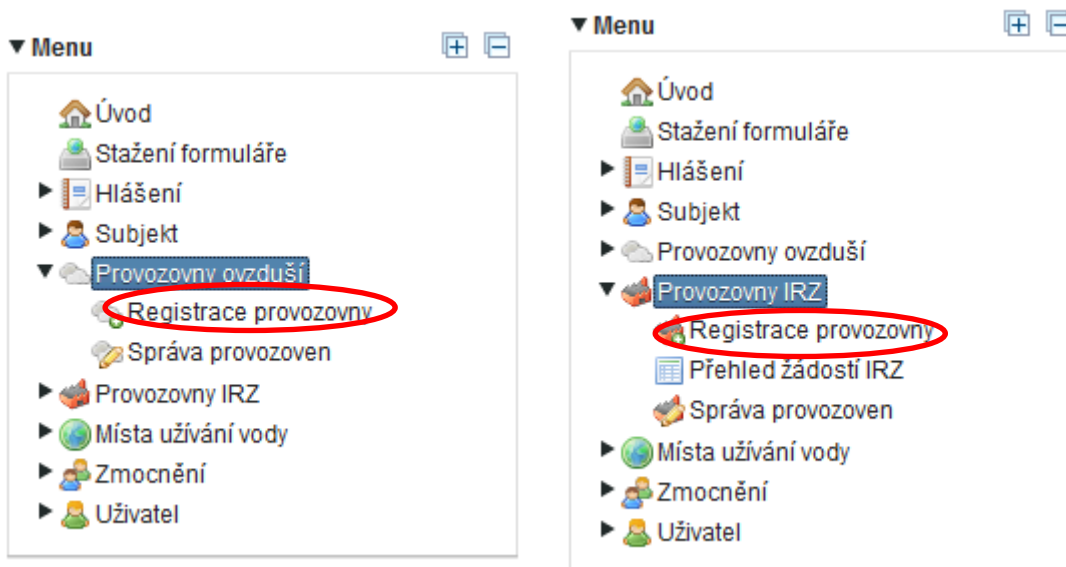 Menu
Úvod
Stažení formuláře
Hlášení
Subjekt
Provozovny ovzduší
Registrace provozovny
Správa provozoven
Provozovny IRZ
Místa užívání vody
Zmocnění
Uživatel
Menu
Úvod
Stažení formuláře
Hlášení
Subjekt
Provozovny ovzduší
Provozovny IRZ
Registrace provozovny
Přehled žádostí IRZ
Správa provozoven
Místa užívání vody
Zmocnění
Uživatel